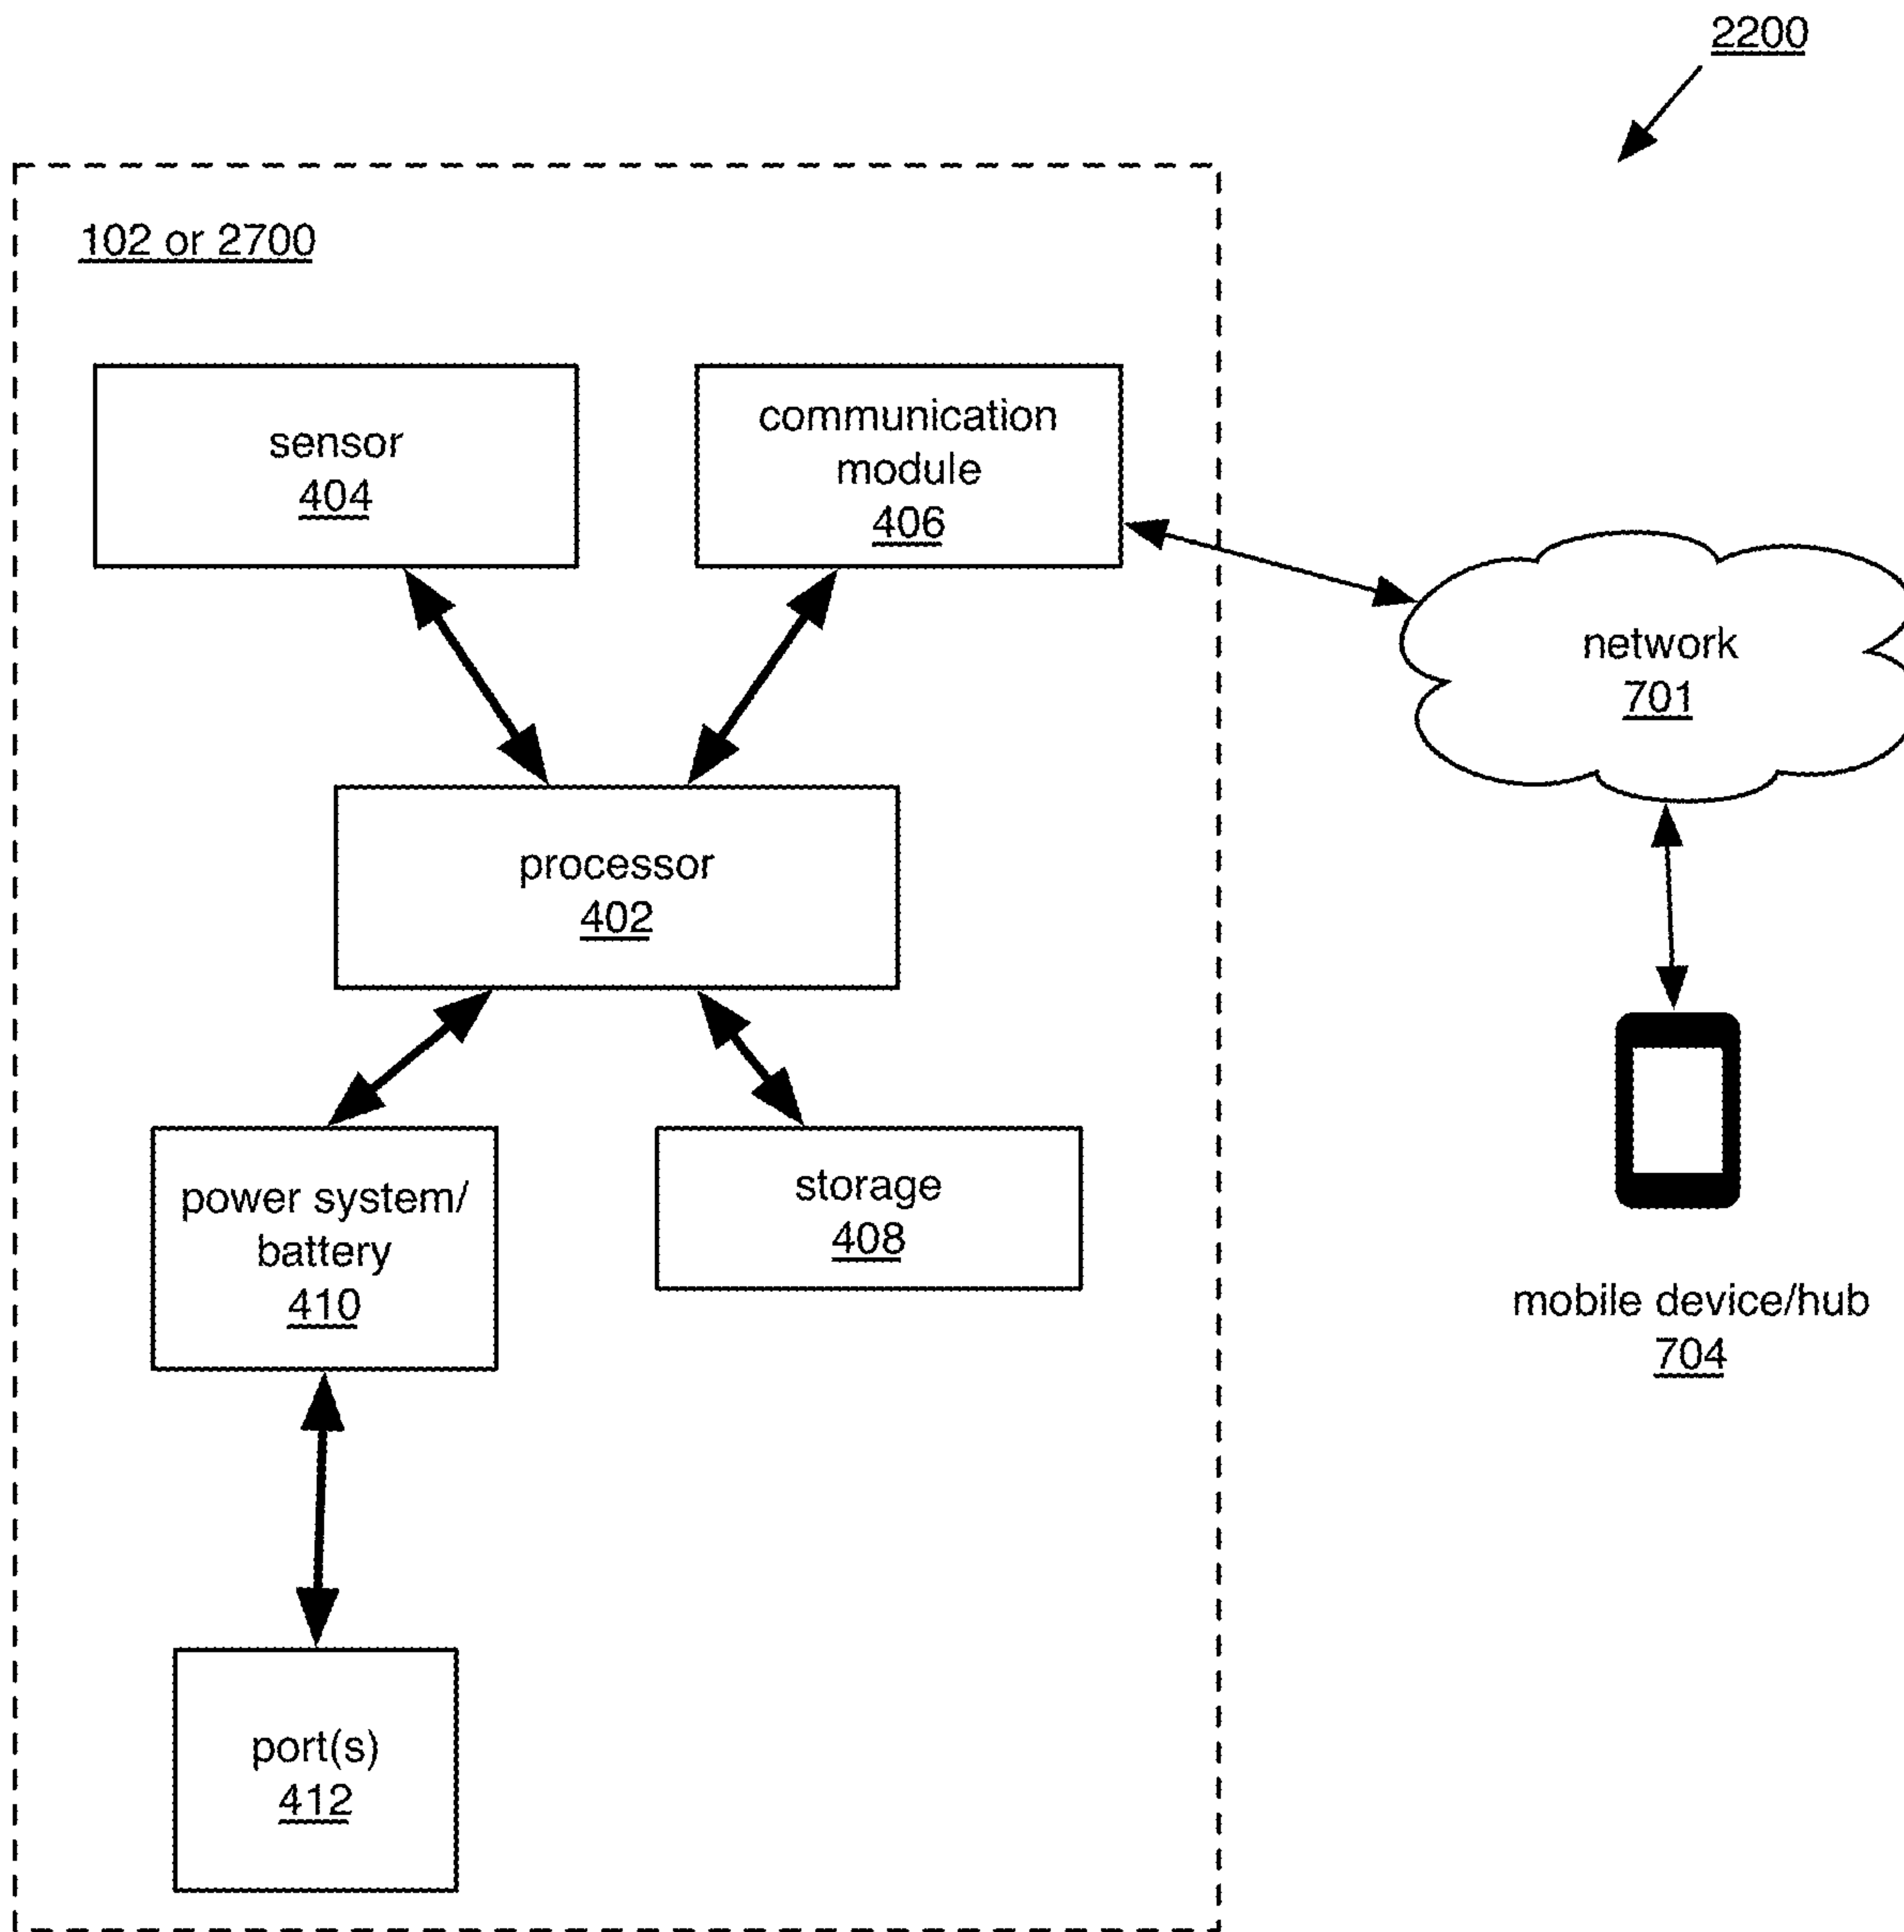 2200
102 or 2700
sensor
404
communication
module
406
network
701
processor
402
power system/
battery
410
storage
408
mobile device/hub
704
port(s)
412